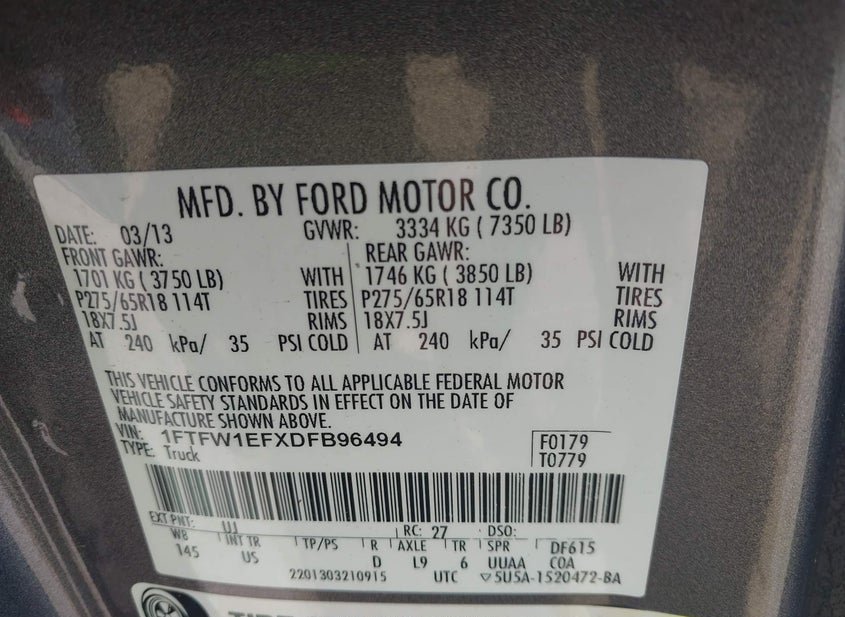 MFD. BY FORD MOTOR CO.
DATE: 03/13 GVWR: 3334 KG ( 7350 LB)
FRONT GAWR: REAR GAWR:
1701 KG ( 3750 LB) WITH 1746 KG ( 3850 LB) WITH
P275/65R18 114T TIRES P275/65R18 114T TIRES
18X7.5J RIMS 18X7.5J RIMS
AT 240 kPa/ 35 PSI COLD AT 240 kPa/ 35 PSI COLD
THIS VEHICLE CONFORMS TO ALL APPLICABLE FEDERAL MOTOR
VEHICLE SAFETY STANDARDS IN EFFECT ON THE DATE OF
MANUFACTURE SHOWN ABOVE.
VIN: 1FTFW1EFXDFB96494 F0179
TYPE: Truck T0779
EXT PNT: UJ RC: 27 DSO:
WB INT TR TP/PS R AXLE TR SPR DF615
145 US D L9 6 UUAA COA
2201303210915 UTC ▽5U5A-1520472-BA